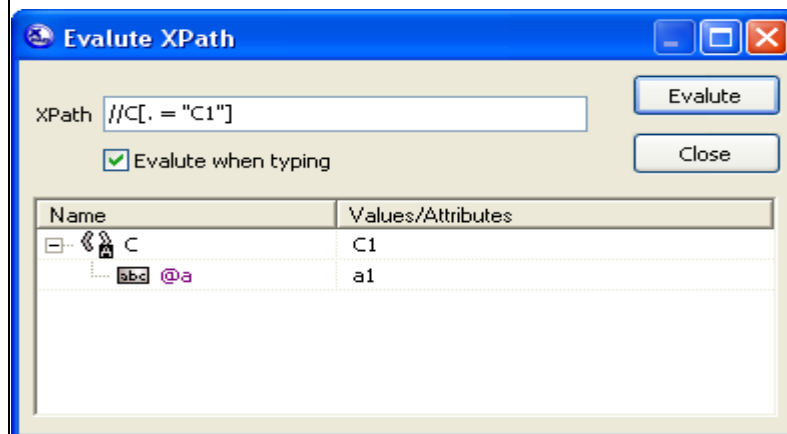 Evalute XPath
XPath //C[. = "C1"] Evalute
Evalute when typing Close
Name Values/Attributes
C C1
abc @a a1